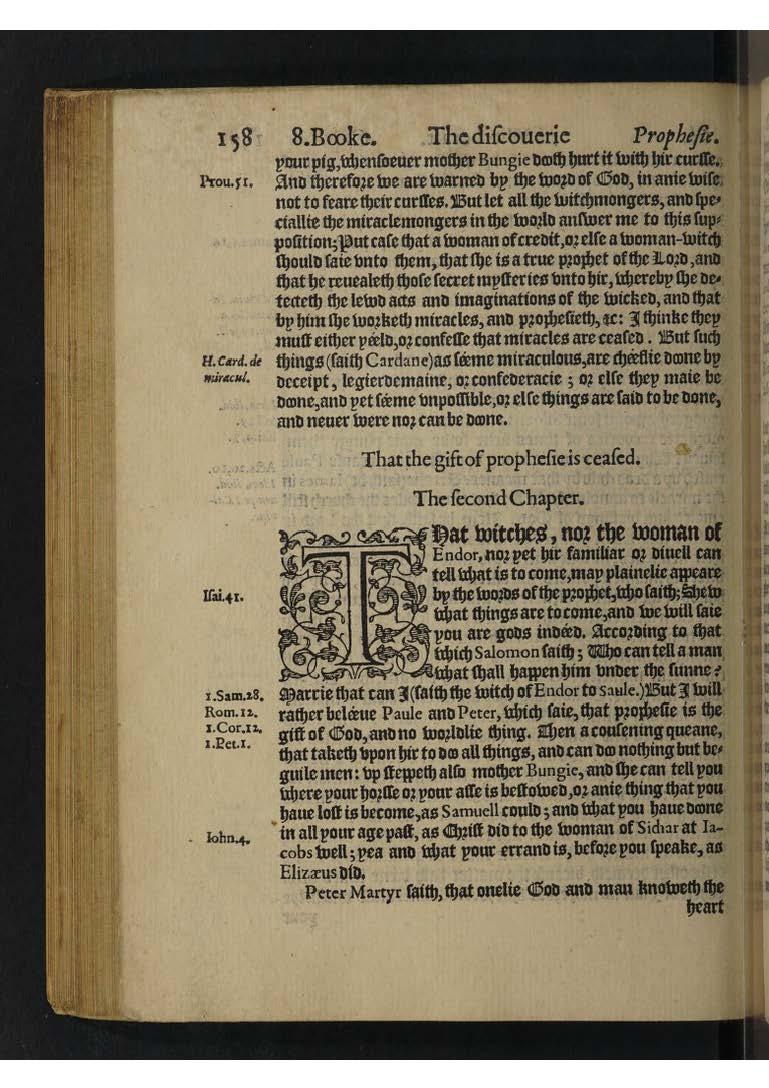 158 8.Booke. The diſcouerie Propheſie.
your pig, whenſoeuer mother Bungie dooth hurt it with hir curſſe.
Prou.51. And therefore we are warned by the word of God, in anie wiſe
not to feare their curſſes. But let all the witchmongers, and ſpe-
ciallie the miraclemongers in the world anſwer me to this ſup-
poſition; Put caſe that a woman of credit, or elſe a woman-witch
ſhould ſaie vnto them, that ſhe is a true prophet of the Lord, and
that he reuealeth thoſe ſecret myſteries vnto hir, whereby ſhe de-
tecteth the lewd acts and imaginations of the wicked, and that
by him ſhe worketh miracles, and propheſieth, &c: I thinke they
muſt either yéeld, or confeſſe that miracles are ceaſed. But ſuch
H. Card. de things (ſaith Cardane) as ſéeme miraculous, are chéeflie doone by
miracul. deceipt, legierdemaine, or confederacie; or elſe they maie be
doone, and yet ſéeme vnpoſſible, or elſe things are ſaid to be done,
and neuer were nor can be doone.
That the gift of propheſie is ceaſed.
The ſecond Chapter.
THat witches, nor the woman of
Endor, nor yet hir familiar or diuell can
tell what is to come, may plainelie appeare
Iſai.41. by the words of the prophet, who ſaith; Shew
what things are to come, and we will ſaie
you are gods indéed. According to that
which Salomon ſaith; Who can tell a man
what ſhall happen him vnder the ſunne?
1.Sam.28. Marrie that can I (ſaith the witch of Endor to Saule.) But I will
Rom.12. rather beléeue Paule and Peter, which ſaie, that propheſie is the
1.Cor.12. gift of God, and no worldlie thing. Then a couſening queane,
1.Pet.1. that taketh vpon hir to doo all things, and can doo nothing but be-
guile men: vp ſteppeth alſo mother Bungie, and ſhe can tell you
where your horſſe or your aſſe is beſtowed, or anie thing that you
haue loſt is become, as Samuell could; and what you haue doone
Iohn.4. in all your age paſt, as Chriſt did to the woman of Sichar at Ia-
cobs well; yea and what your errand is, before you ſpeake, as
Elizæus did.
Peter Martyr ſaith, that onelie God and man knoweth the
heart